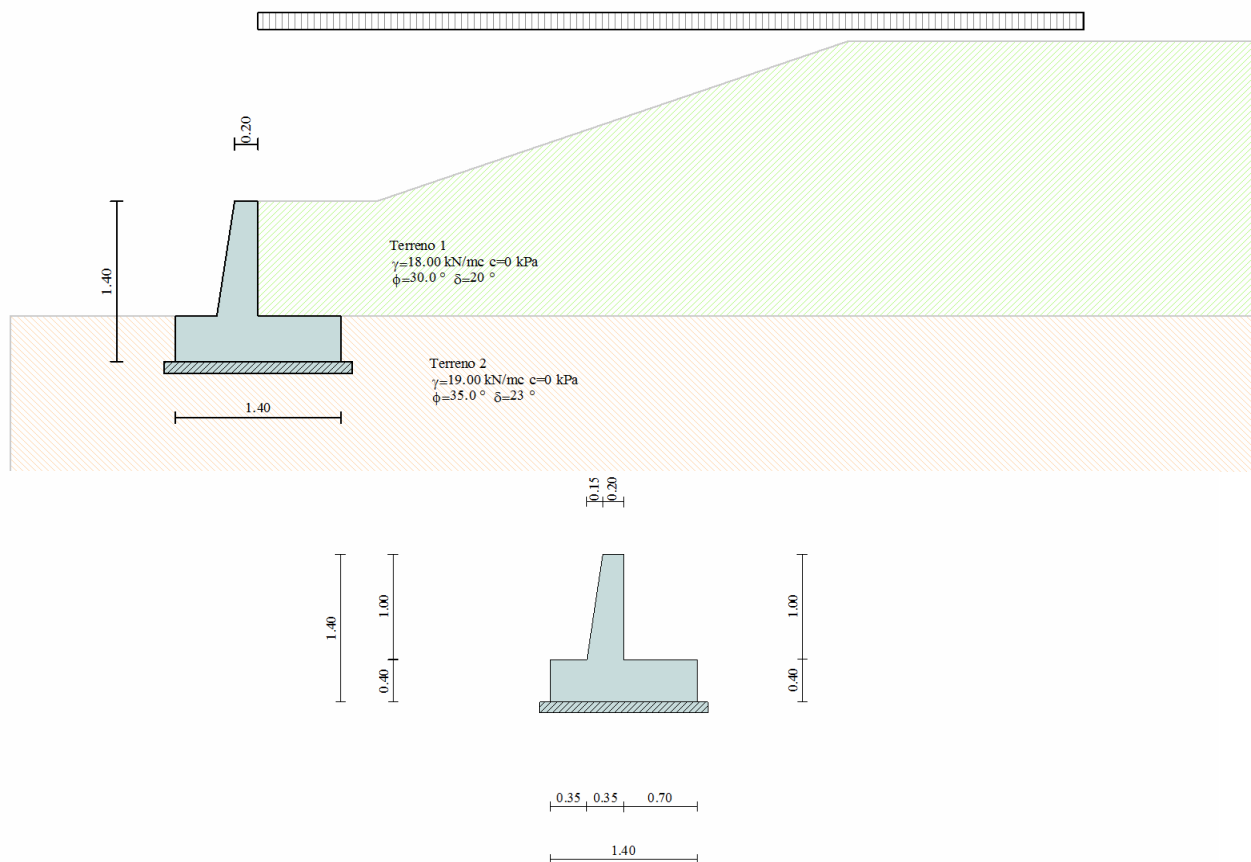 0.20
1.40
Terreno 1
γ=18.00 kN/mc c=0 kPa
ϕ=30.0 ° δ=20 °
Terreno 2
γ=19.00 kN/mc c=0 kPa
ϕ=35.0 ° δ=23 °
1.40
0.15 0.20
1.40
1.00
0.40
1.00
0.40
0.35 0.35 0.70
1.40